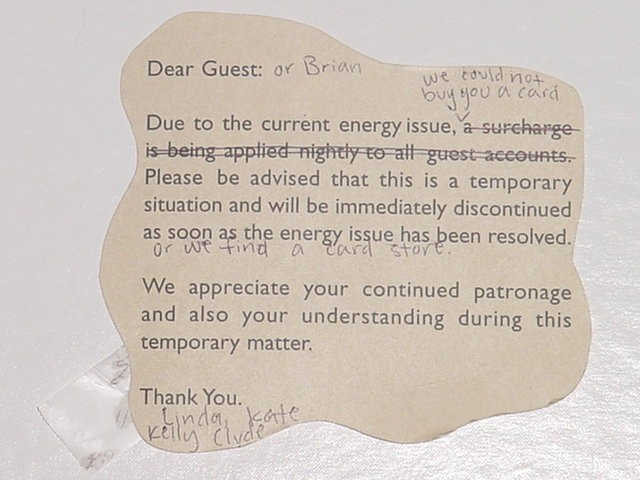 Dear Guest: or Brian
we could not
buy you a card
Due to the current energy issue, a surcharge
is being applied nightly to all guest accounts.
Please be advised that this is a temporary
situation and will be immediately discontinued
as soon as the energy issue has been resolved.
or we find a card store.
We appreciate your continued patronage
and also your understanding during this
temporary matter.
Thank You.
Linda, Kate
Kelly Clyde